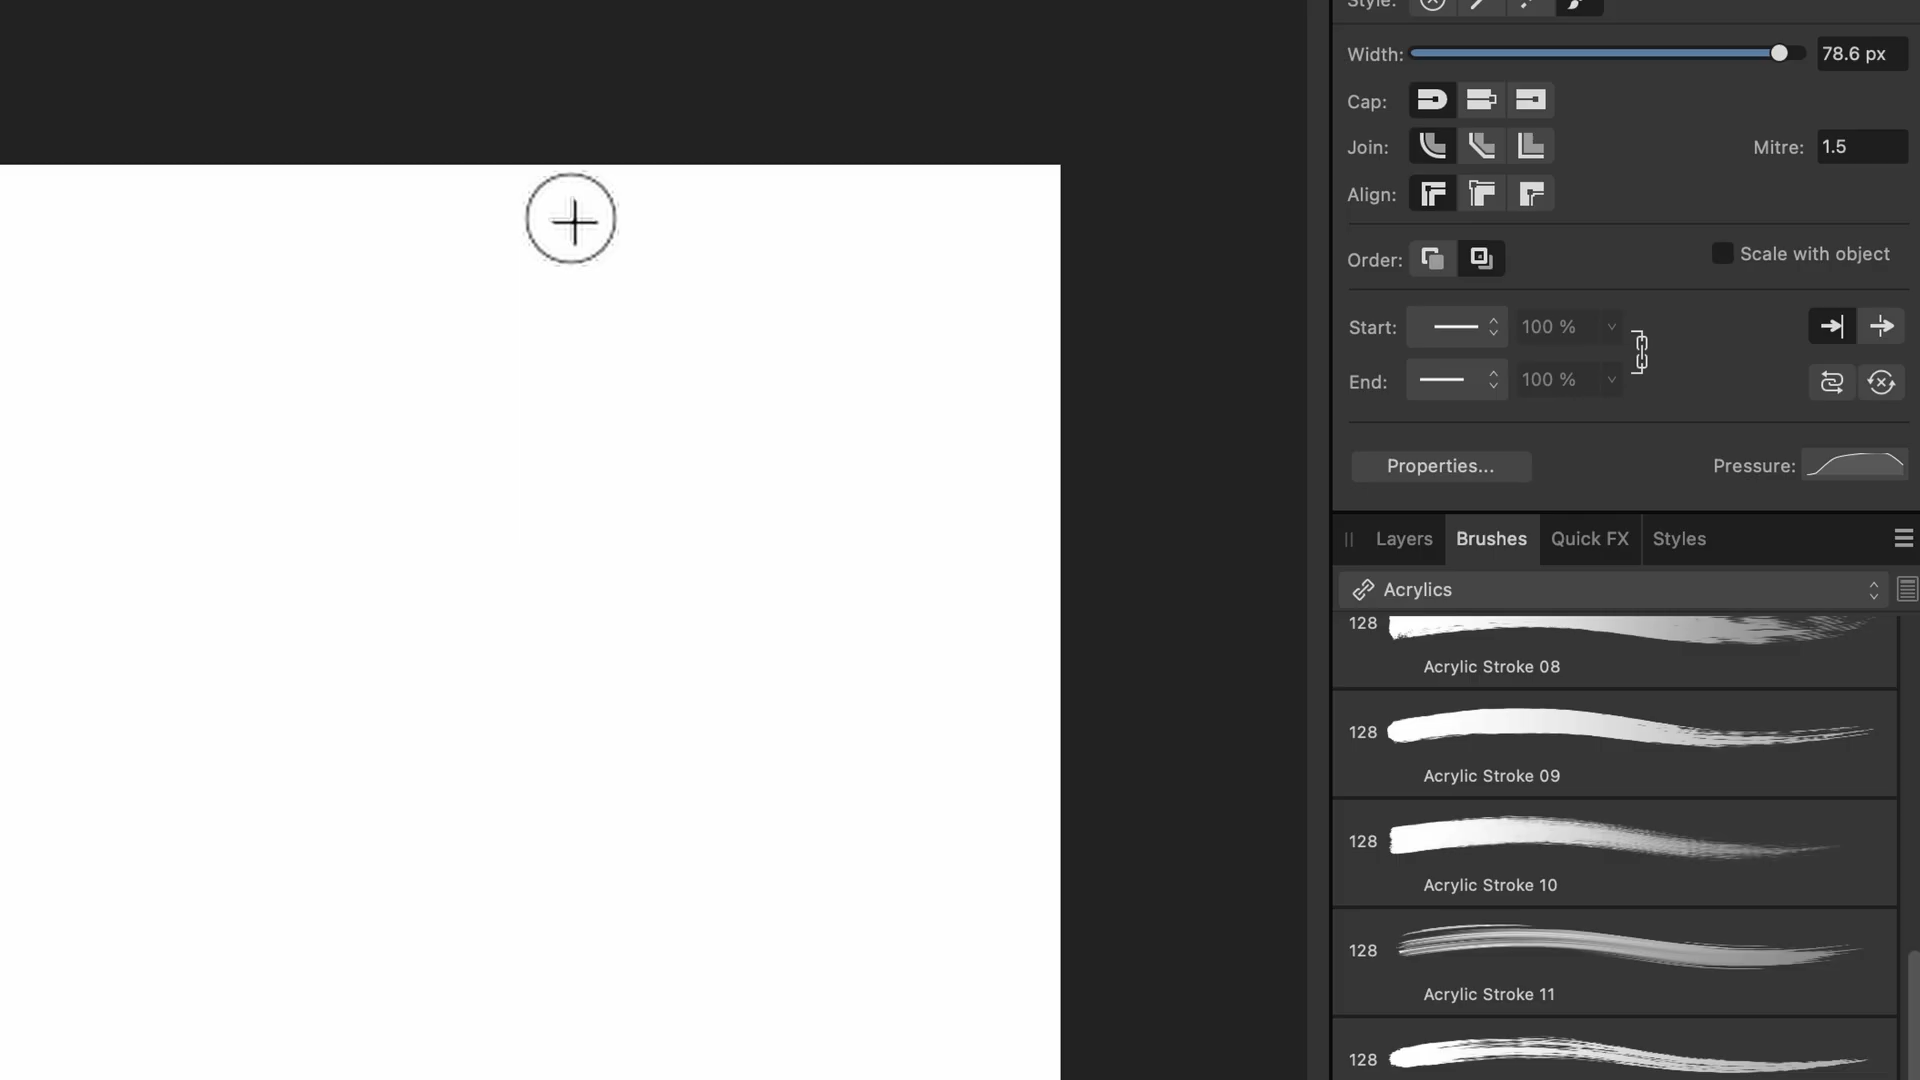 Style:
Width: 78.6 px
Cap:
Join: Mitre: 1.5
Align:
Order: Scale with object
Start: 100 %
End: 100 %
Properties... Pressure:
Layers Brushes Quick FX Styles
Acrylics
128
Acrylic Stroke 08
128
Acrylic Stroke 09
128
Acrylic Stroke 10
128
Acrylic Stroke 11
128